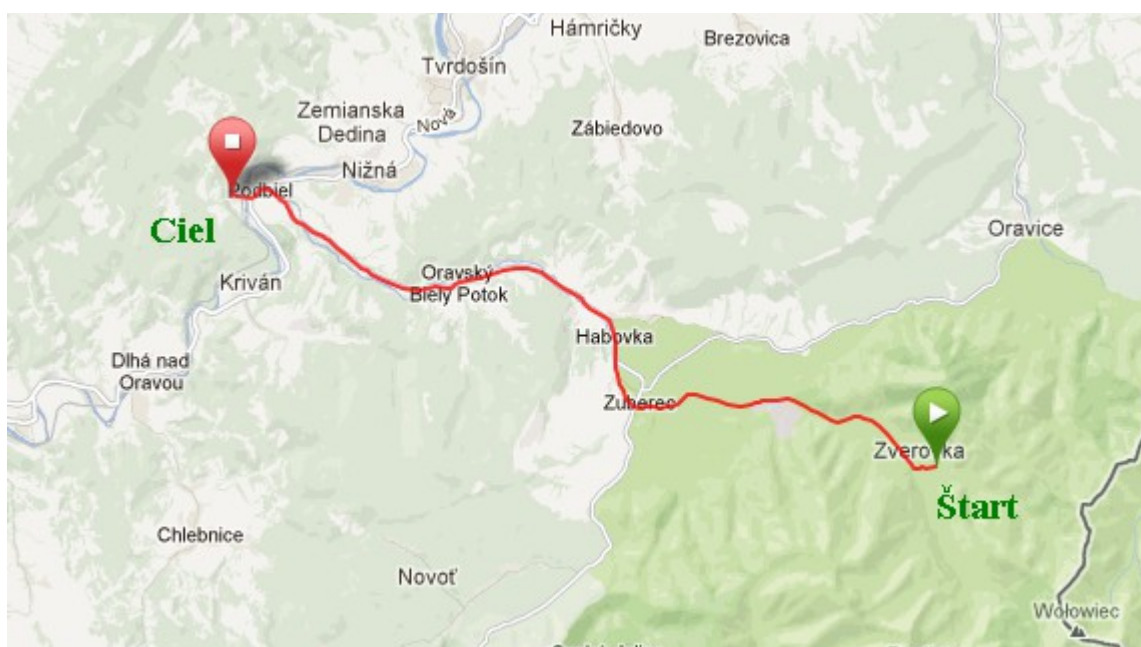 Hámričky
Brezovica
Tvrdošín
Zemianska
Dedina
Nová
Zábiedovo
Nižná
Podbiel
Ciel
Oravice
Kriván
Oravský
Biely Potok
Habovka
Dlhá nad
Oravou
Zuberec
Zverovka
Štart
Chlebnice
Novoť
Wołowiec